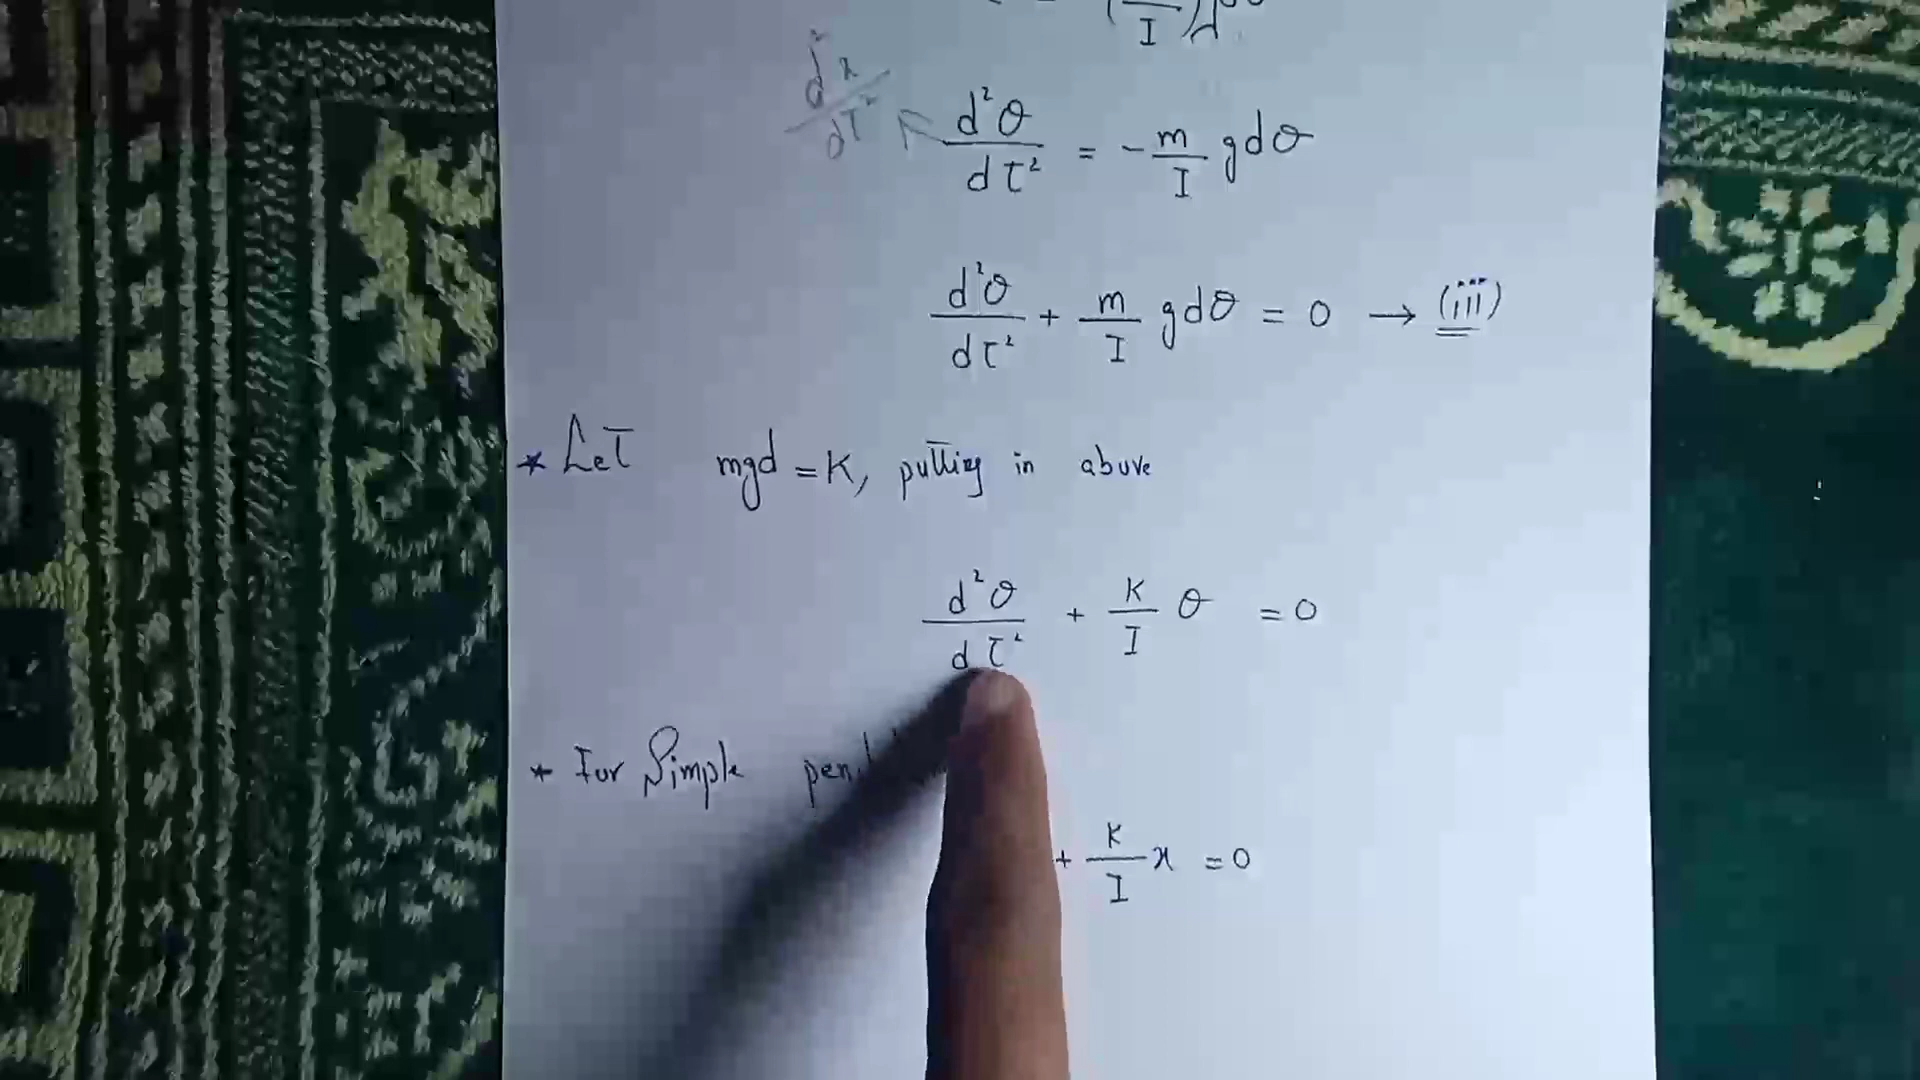 d²x/dt² d²θ/dt² = - m/I gdθ
d²θ/dt² + m/I gdθ = 0 → (iii)
* Let mgd = K, putting in above
d²θ/dt² + K/I θ = 0
* For Simple
+ K/I x = 0